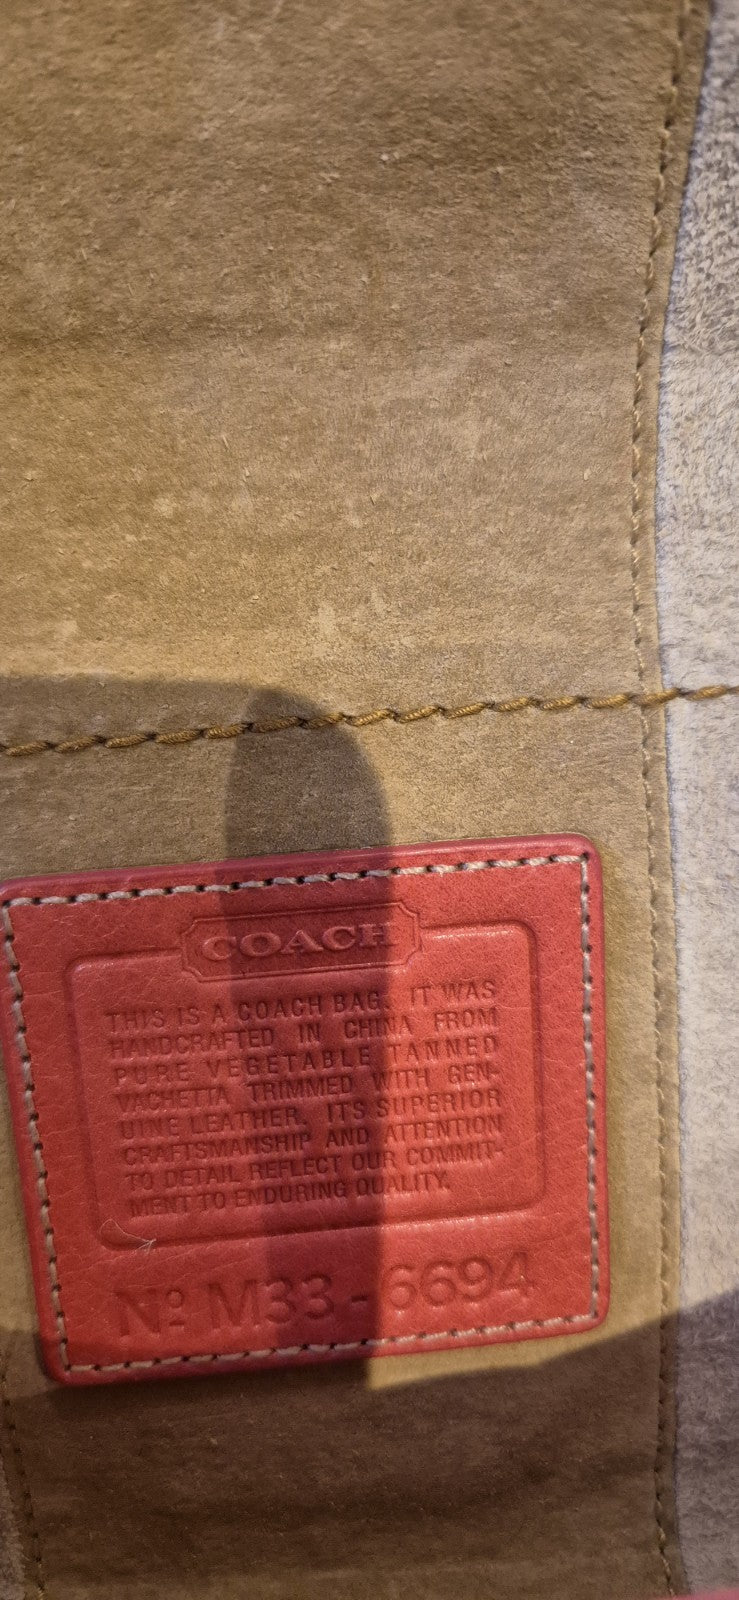 COACH
THIS IS A COACH BAG. IT WAS
HANDCRAFTED IN CHINA FROM
PURE VEGETABLE TANNED
VACHETTA TRIMMED WITH GEN-
UINE LEATHER. ITS SUPERIOR
CRAFTSMANSHIP AND ATTENTION
TO DETAIL REFLECT OUR COMMIT-
MENT TO ENDURING QUALITY.
Nº M33-6694